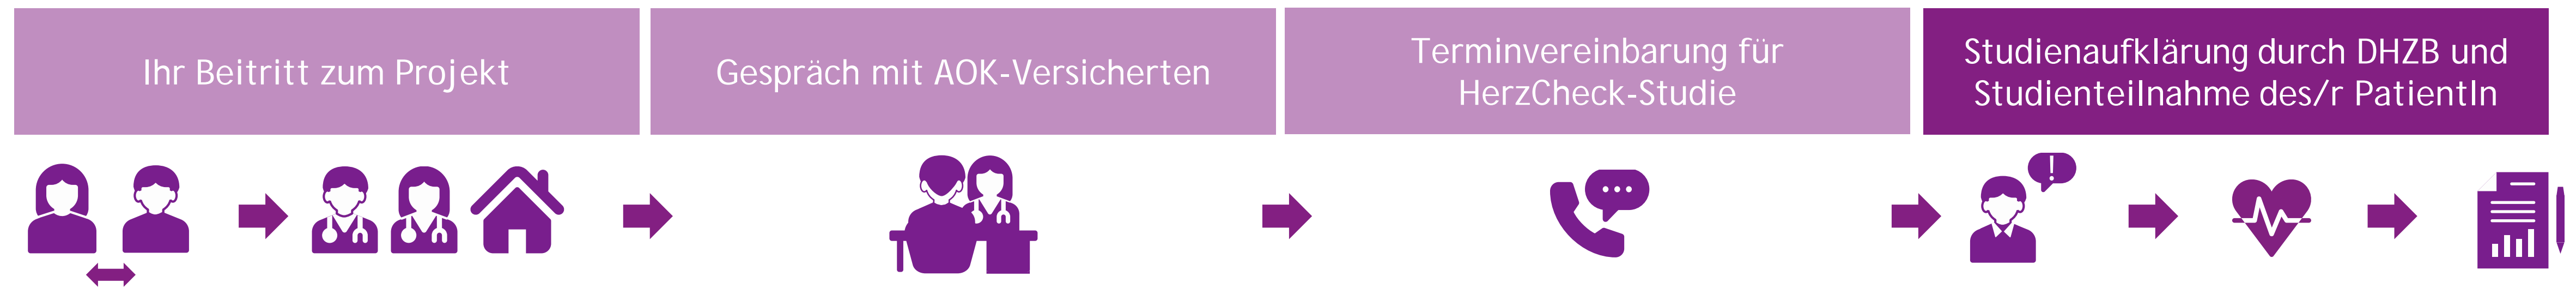 Ihr Beitritt zum Projekt
Gespräch mit AOK-Versicherten
Terminvereinbarung für
HerzCheck-Studie
Studienaufklärung durch DHZB und
Studienteilnahme des/r PatientIn
!